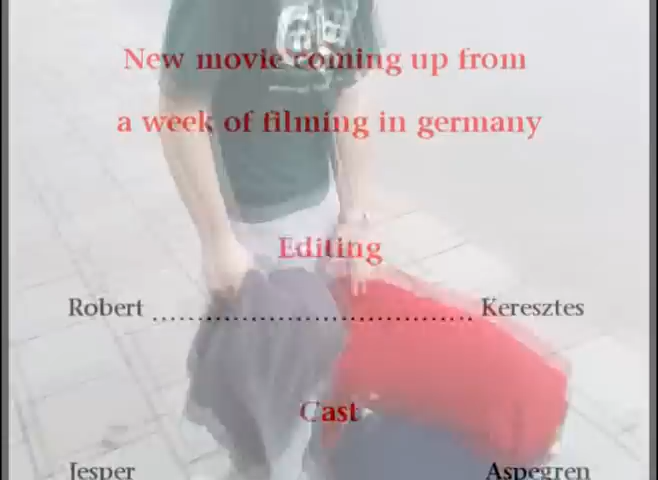 New movie coming up from
a week of filming in germany
Editing
Robert ........................................ Keresztes
Cast
Jesper Aspegren